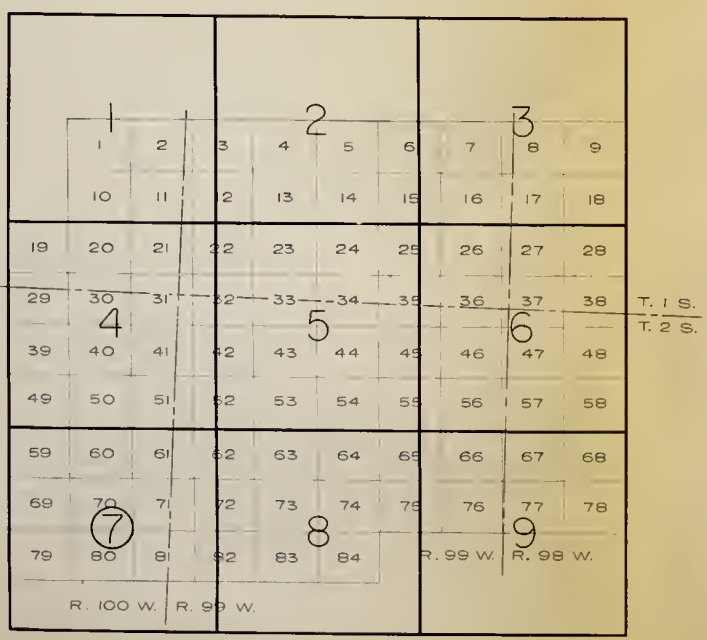 1 2 3
1 2 3 4 5 6 7 8 9
10 11 12 13 14 15 16 17 18
19 20 21 22 23 24 25 26 27 28
29 30 31 32 33 34 35 36 37 38 T. 1 S.
4 5 6 T. 2 S.
39 40 41 42 43 44 45 46 47 48
49 50 51 52 53 54 55 56 57 58
59 60 61 62 63 64 65 66 67 68
69 70 71 72 73 74 75 76 77 78
7 8 9
79 80 81 82 83 84 R. 99 W. R. 98 W.
R. 100 W. R. 99 W.